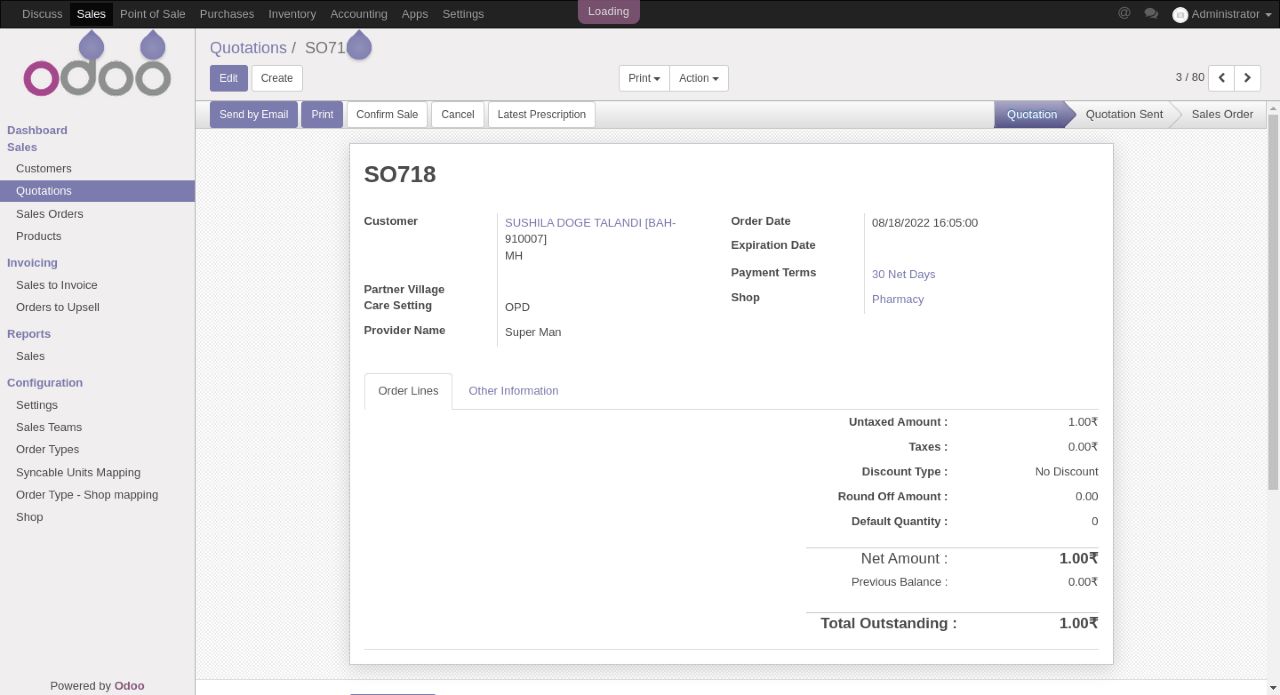 Discuss Sales Point of Sale Purchases Inventory Accounting Apps Settings Loading @ Administrator
odoo
Quotations / SO71
Edit Create Print Action 3 / 80
Send by Email Print Confirm Sale Cancel Latest Prescription Quotation Quotation Sent Sales Order
Dashboard
Sales
Customers
Quotations
Sales Orders
Products
Invoicing
Sales to Invoice
Orders to Upsell
Reports
Sales
Configuration
Settings
Sales Teams
Order Types
Syncable Units Mapping
Order Type - Shop mapping
Shop
Powered by Odoo
SO718
Customer SUSHILA DOGE TALANDI [BAH-
910007]
MH
Partner Village
Care Setting OPD
Provider Name Super Man
Order Date 08/18/2022 16:05:00
Expiration Date
Payment Terms 30 Net Days
Shop Pharmacy
Order Lines Other Information
Untaxed Amount : 1.00₹
Taxes : 0.00₹
Discount Type : No Discount
Round Off Amount : 0.00
Default Quantity : 0
Net Amount : 1.00₹
Previous Balance : 0.00₹
Total Outstanding : 1.00₹